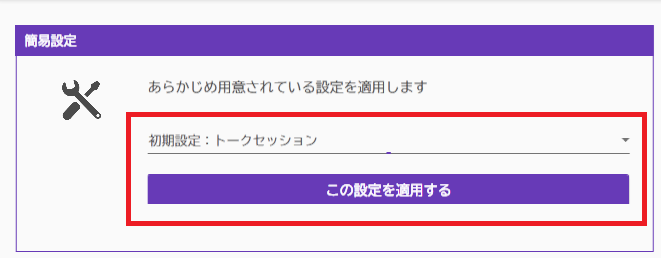 簡易設定
あらかじめ用意されている設定を適用します
初期設定：トークセッション
この設定を適用する